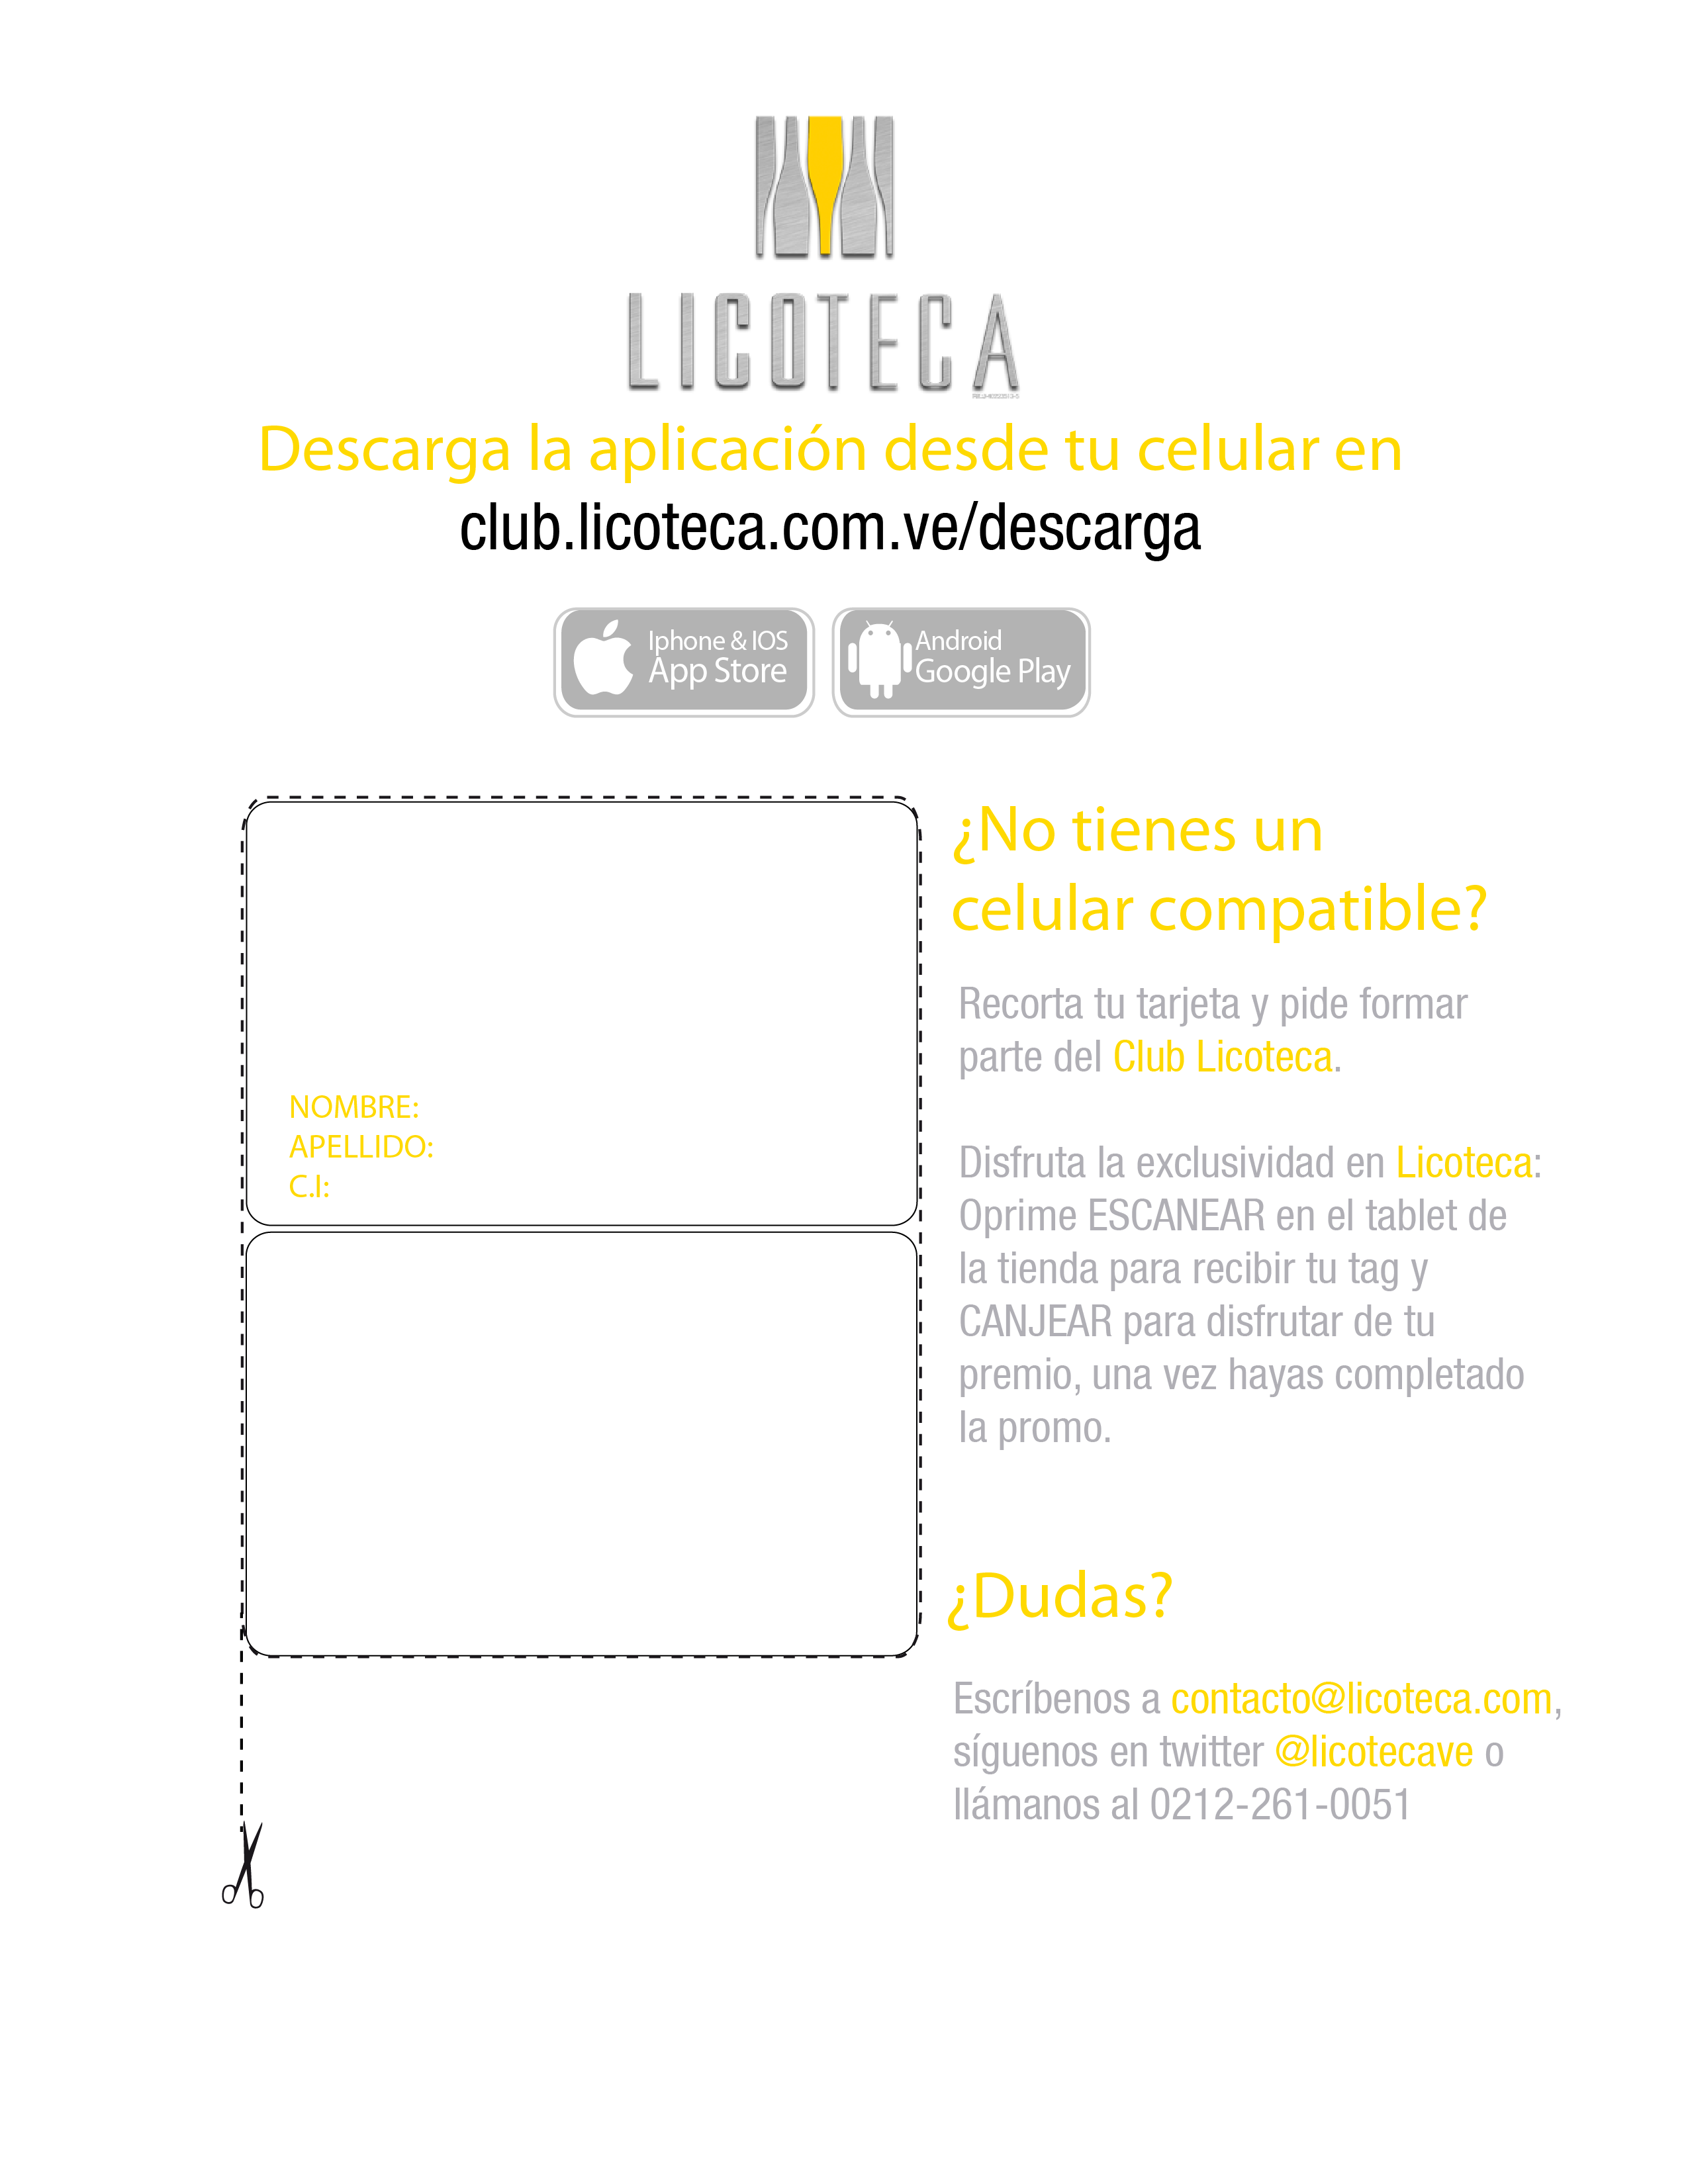 LICOTECA
Descarga la aplicación desde tu celular en
club.licoteca.com.ve/descarga
Iphone & IOS
App Store
Android
Google Play
¿No tienes un
celular compatible?
Recorta tu tarjeta y pide formar
parte del Club Licoteca.
NOMBRE:
APELLIDO:
C.I:
Disfruta la exclusividad en Licoteca:
Oprime ESCANEAR en el tablet de
la tienda para recibir tu tag y
CANJEAR para disfrutar de tu
premio, una vez hayas completado
la promo.
¿Dudas?
Escríbenos a contacto@licoteca.com,
síguenos en twitter @licotecave o
llámanos al 0212-261-0051